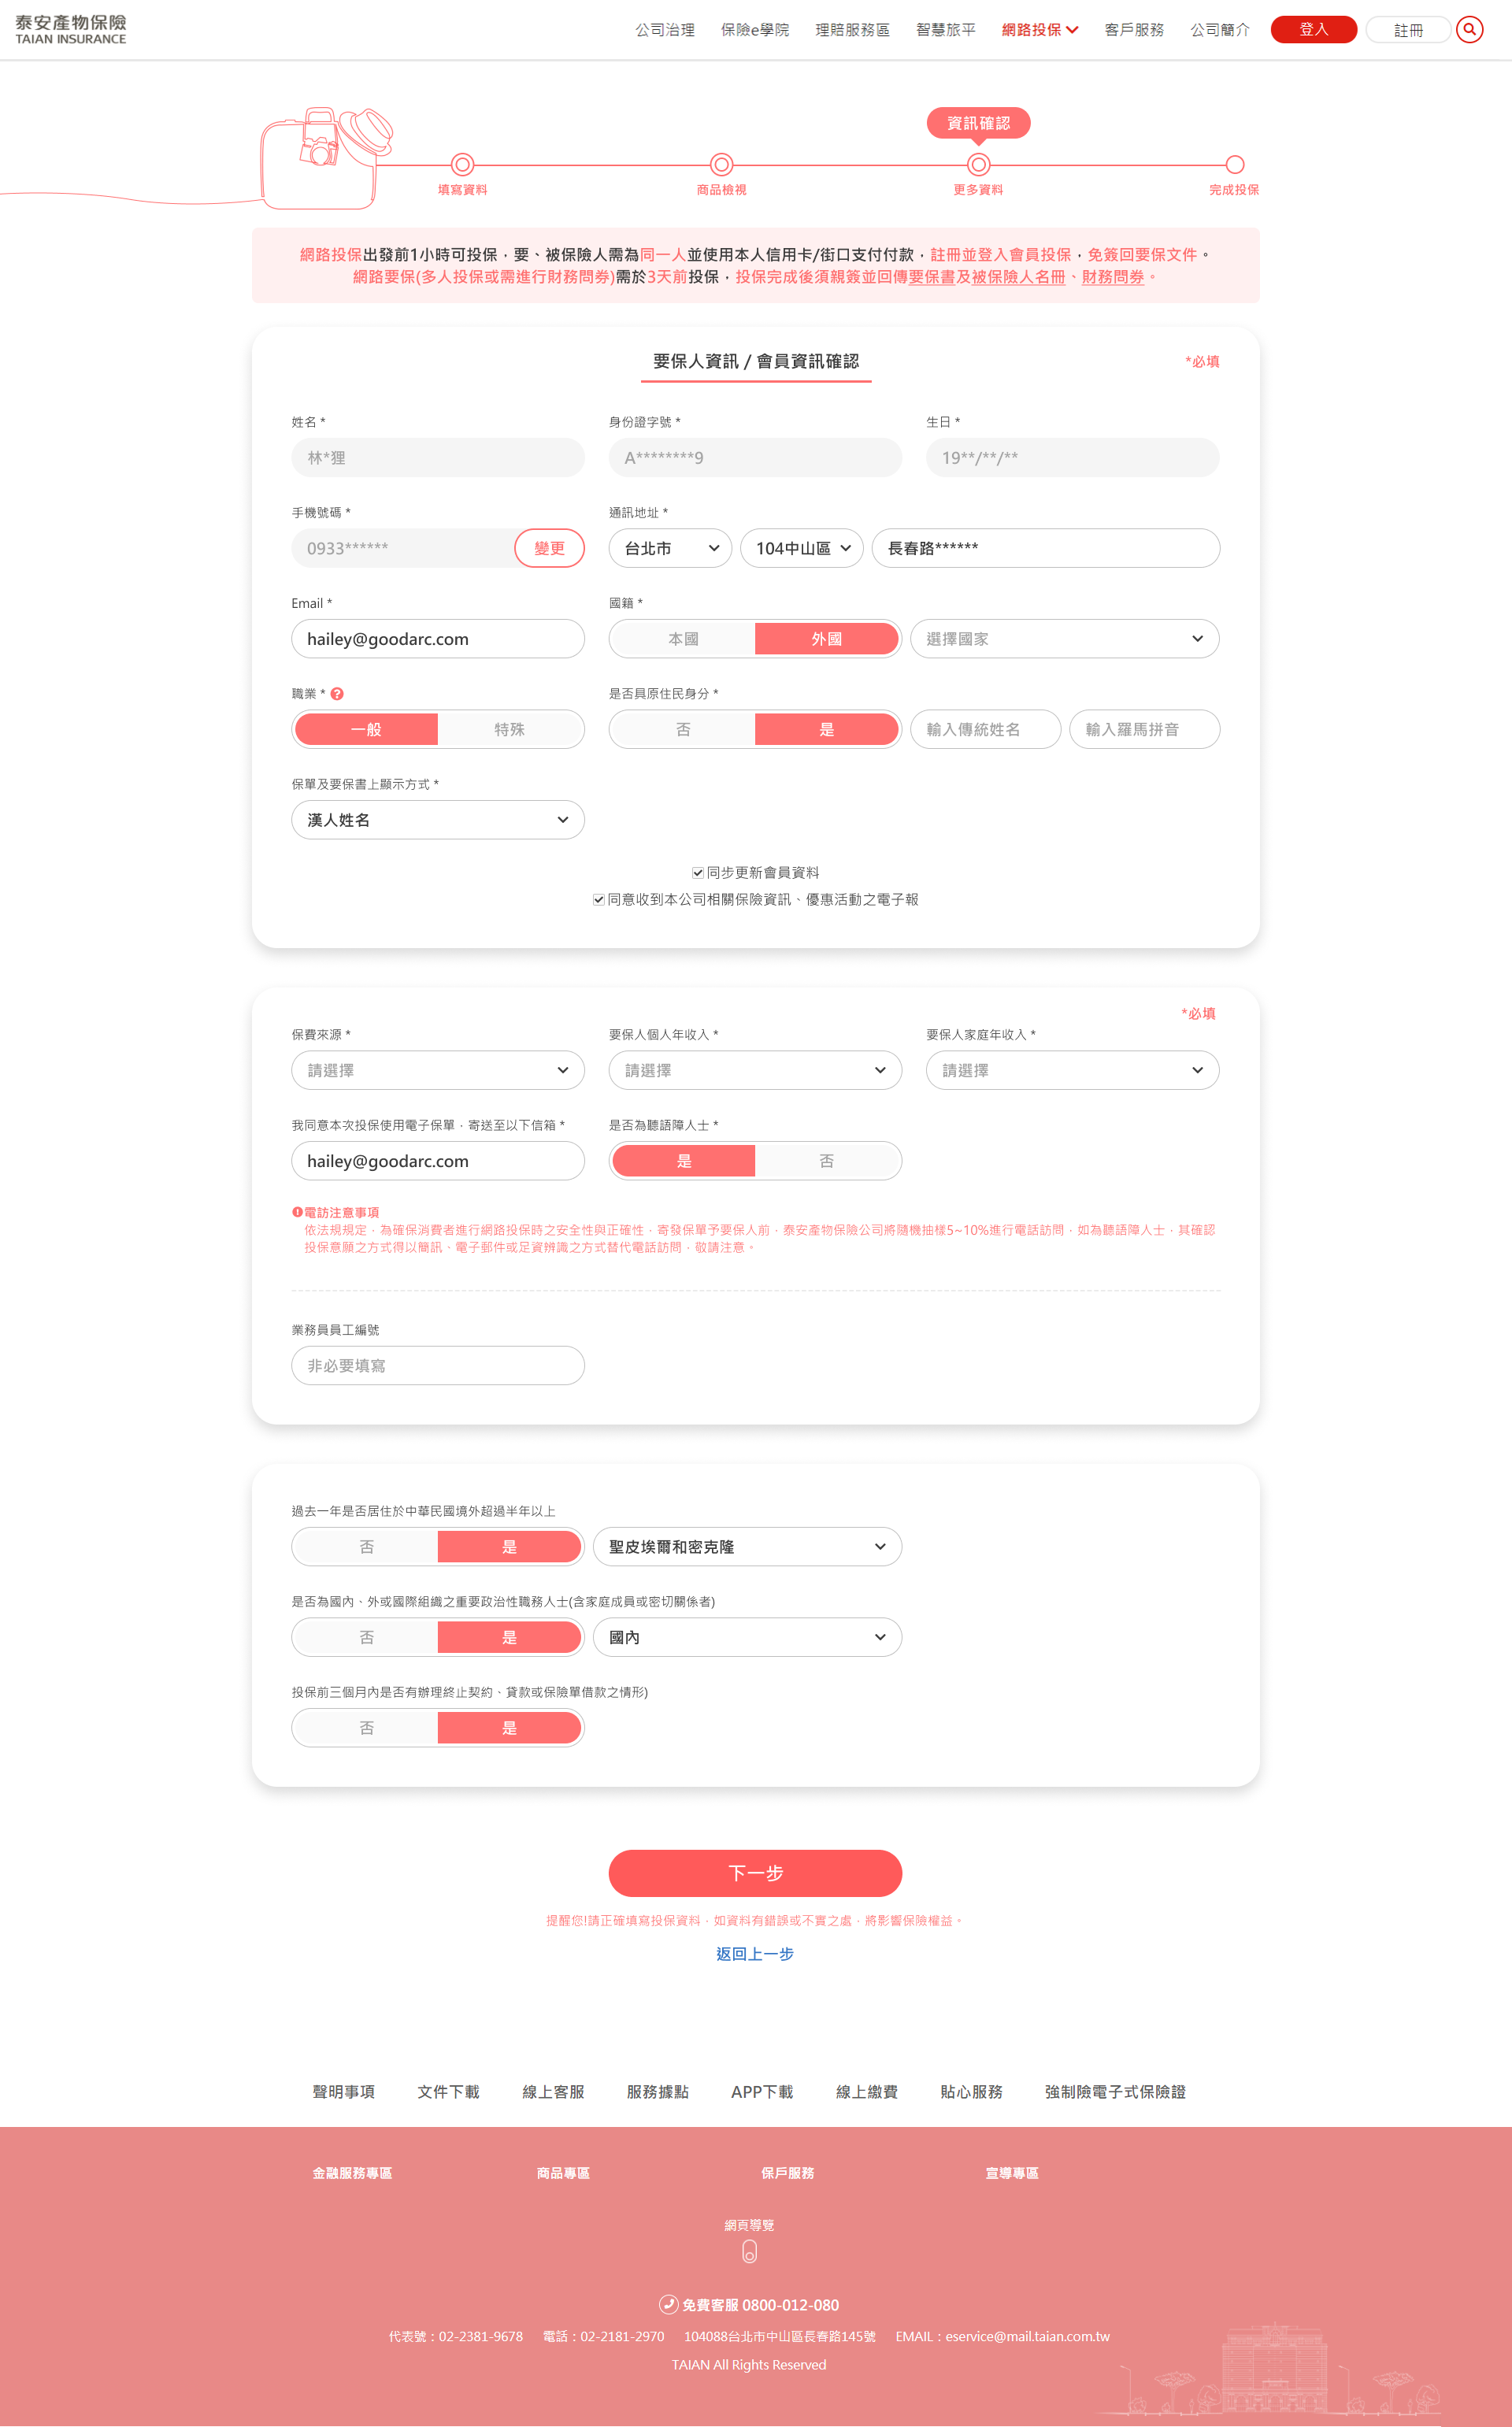 泰安產物保險
TAIAN INSURANCE
公司治理 保險e學院 理賠服務區 智慧旅平 網路投保 客戶服務 公司簡介 登入 註冊
資訊確認
填寫資料 商品檢視 更多資料 完成投保
網路投保出發前1小時可投保，要、被保險人需為同一人並使用本人信用卡/街口支付付款，註冊並登入會員投保，免簽回要保文件。
網路要保(多人投保或需進行財務問券)需於3天前投保，投保完成後須親簽並回傳要保書及被保險人名冊、財務問券。
要保人資訊 / 會員資訊確認
*必填
姓名 * 身份證字號 * 生日 *
林*狸 A********9 19**/**/**
手機號碼 * 通訊地址 *
0933****** 變更 台北市 104中山區 長春路******
Email * 國籍 *
hailey@goodarc.com 本國 外國 選擇國家
職業 * 是否具原住民身分 *
一般 特殊 否 是 輸入傳統姓名 輸入羅馬拼音
保單及要保書上顯示方式 *
漢人姓名
同步更新會員資料
同意收到本公司相關保險資訊、優惠活動之電子報
*必填
保費來源 * 要保人個人年收入 * 要保人家庭年收入 *
請選擇 請選擇 請選擇
我同意本次投保使用電子保單，寄送至以下信箱 * 是否為聽語障人士 *
hailey@goodarc.com 是 否
電訪注意事項
依法規規定，為確保消費者進行網路投保時之安全性與正確性，寄發保單予要保人前，泰安產物保險公司將隨機抽樣5~10%進行電話訪問，如為聽語障人士，其確認
投保意願之方式得以簡訊、電子郵件或足資辨識之方式替代電話訪問，敬請注意。
業務員員工編號
非必要填寫
過去一年是否居住於中華民國境外超過半年以上
否 是 聖皮埃爾和密克隆
是否為國內、外或國際組織之重要政治性職務人士(含家庭成員或密切關係者)
否 是 國內
投保前三個月內是否有辦理終止契約、貸款或保險單借款之情形)
否 是
下一步
提醒您!請正確填寫投保資料，如資料有錯誤或不實之處，將影響保險權益。
返回上一步
聲明事項 文件下載 線上客服 服務據點 APP下載 線上繳費 貼心服務 強制險電子式保險證
金融服務專區 商品專區 保戶服務 宣導專區
網頁導覽
免費客服 0800-012-080
代表號：02-2381-9678 電話：02-2181-2970 104088台北市中山區長春路145號 EMAIL：eservice@mail.taian.com.tw
TAIAN All Rights Reserved